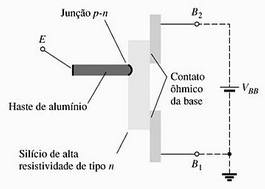 Junção p-n
B2
E
Contato
ôhmico
da base
VBB
Haste de alumínio
Silício de alta
resistividade de tipo n
B1